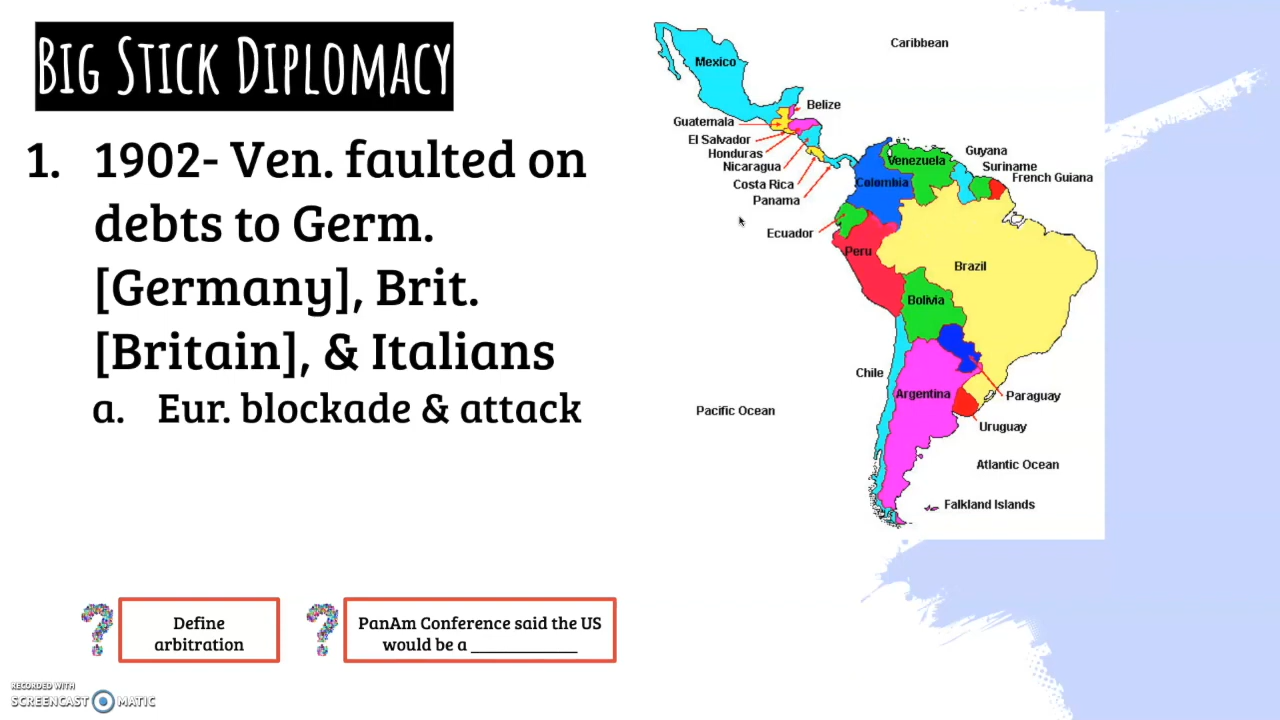 BIG STICK DIPLOMACY
1. 1902- Ven. faulted on
debts to Germ.
[Germany], Brit.
[Britain], & Italians
a. Eur. blockade & attack
Caribbean
Mexico
Belize
Guatemala
El Salvador
Honduras
Nicaragua
Costa Rica
Panama
Guyana
Venezuela
Suriname
French Guiana
Colombia
Ecuador
Peru
Brazil
Bolivia
Chile
Argentina
Paraguay
Pacific Ocean
Uruguay
Atlantic Ocean
Falkland Islands
? Define
arbitration
? PanAm Conference said the US
would be a ____________
RECORDED WITH
SCREENCAST MATIC